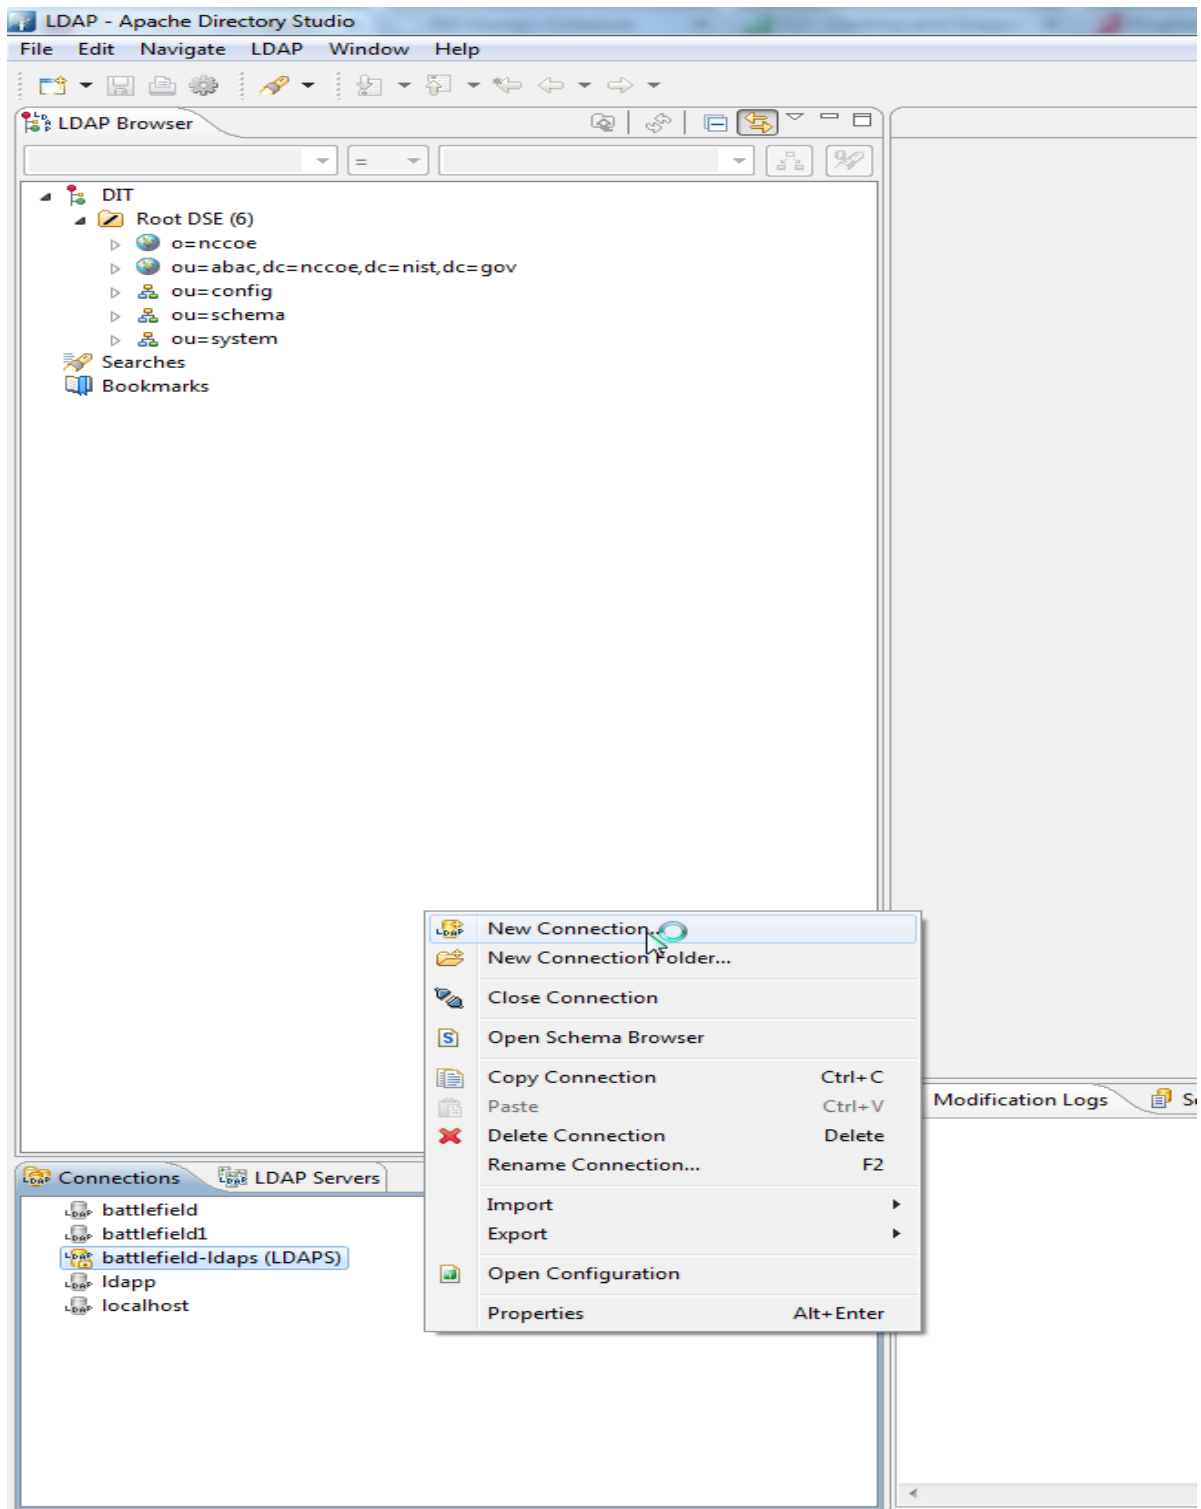 LDAP - Apache Directory Studio
File Edit Navigate LDAP Window Help
LDAP Browser
=
DIT
Root DSE (6)
o=nccoe
ou=abac,dc=nccoe,dc=nist,dc=gov
ou=config
ou=schema
ou=system
Searches
Bookmarks
New Connection...
New Connection Folder...
Close Connection
Open Schema Browser
Copy Connection Ctrl+C
Paste Ctrl+V
Delete Connection Delete
Rename Connection... F2
Import
Export
Open Configuration
Properties Alt+Enter
Modification Logs Se
Connections LDAP Servers
battlefield
battlefield1
battlefield-ldaps (LDAPS)
ldapp
localhost